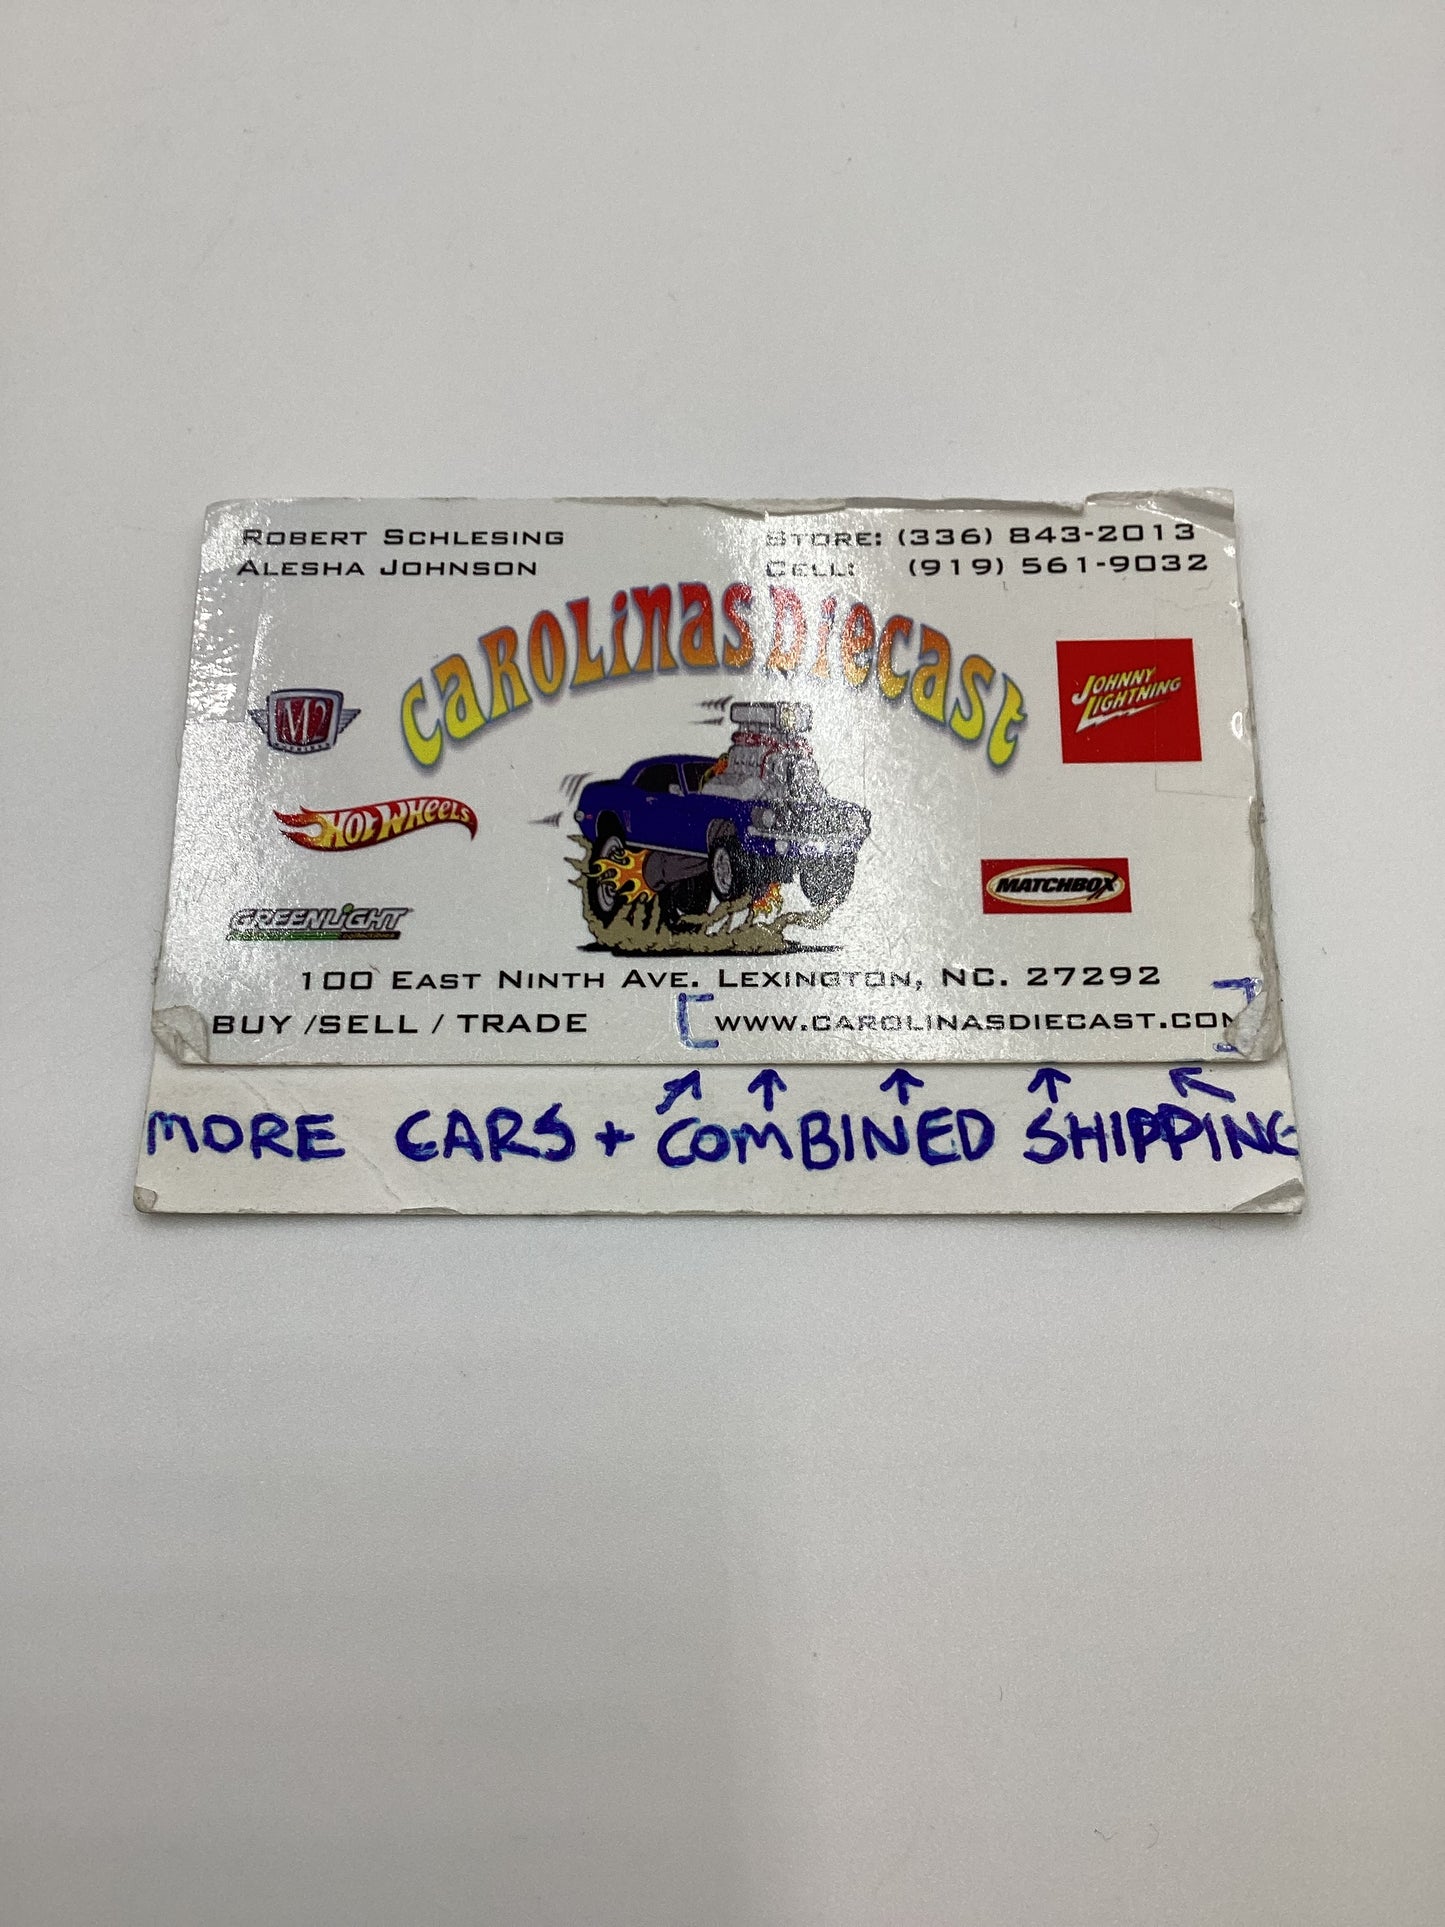 ROBERT SCHLESING
ALESHA JOHNSON
STORE: (336) 843-2013
CELL: (919) 561-9032
CAROLINAS DIECAST
M2
JOHNNY LIGHTNING
HOT WHEELS
MATCHBOX
GREENLIGHT
100 EAST NINTH AVE. LEXINGTON, NC. 27292
BUY /SELL / TRADE
[ WWW.CAROLINASDIECAST.COM ]
MORE CARS + COMBINED SHIPPING